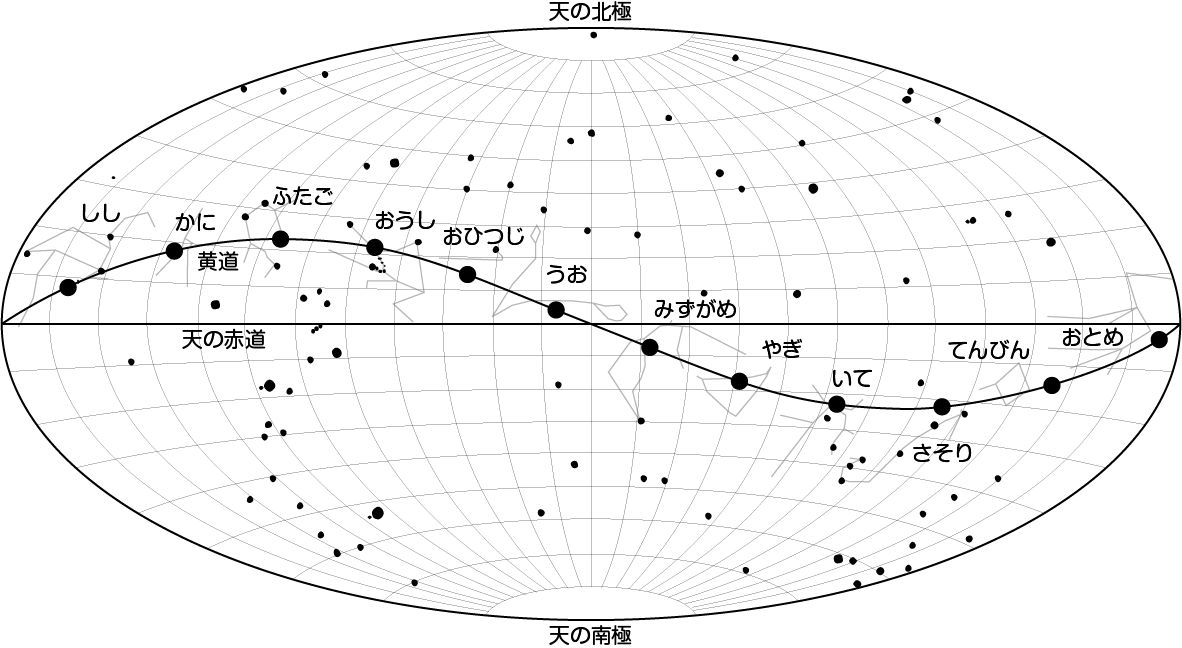 天の北極
ふたご
しし
かに
おうし
おひつじ
黄道
うお
みずがめ
天の赤道
やぎ
てんびん
おとめ
いて
さそり
天の南極